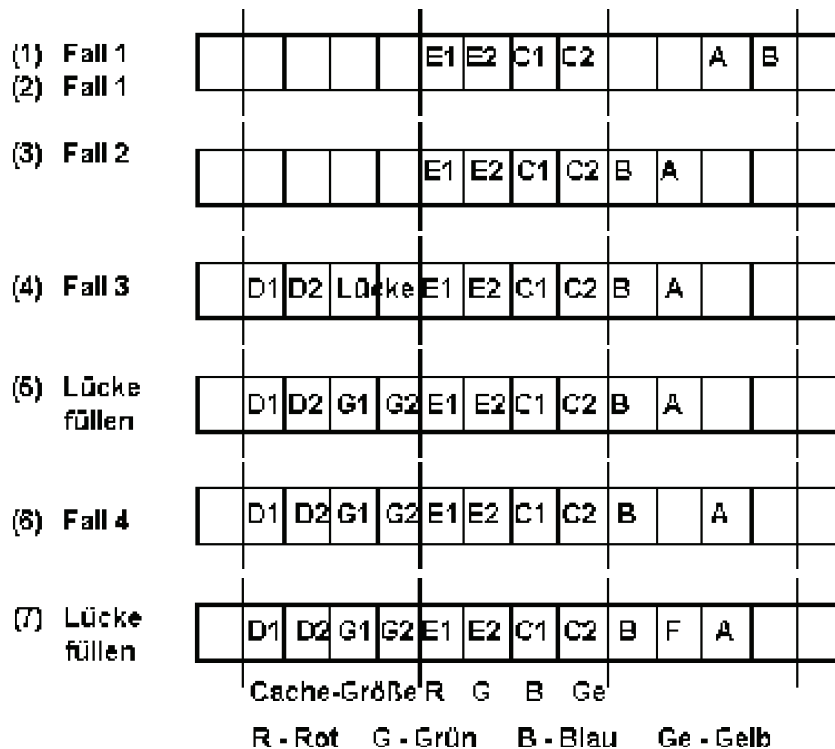 (1) Fall 1 E1 E2 C1 C2 A B
(2) Fall 1
(3) Fall 2 E1 E2 C1 C2 B A
(4) Fall 3 D1 D2 Lücke E1 E2 C1 C2 B A
(5) Lücke D1 D2 G1 G2 E1 E2 C1 C2 B A
füllen
(6) Fall 4 D1 D2 G1 G2 E1 E2 C1 C2 B A
(7) Lücke D1 D2 G1 G2 E1 E2 C1 C2 B F A
füllen
Cache-Größe R G B Ge
R - Rot G - Grün B - Blau Ge - Gelb